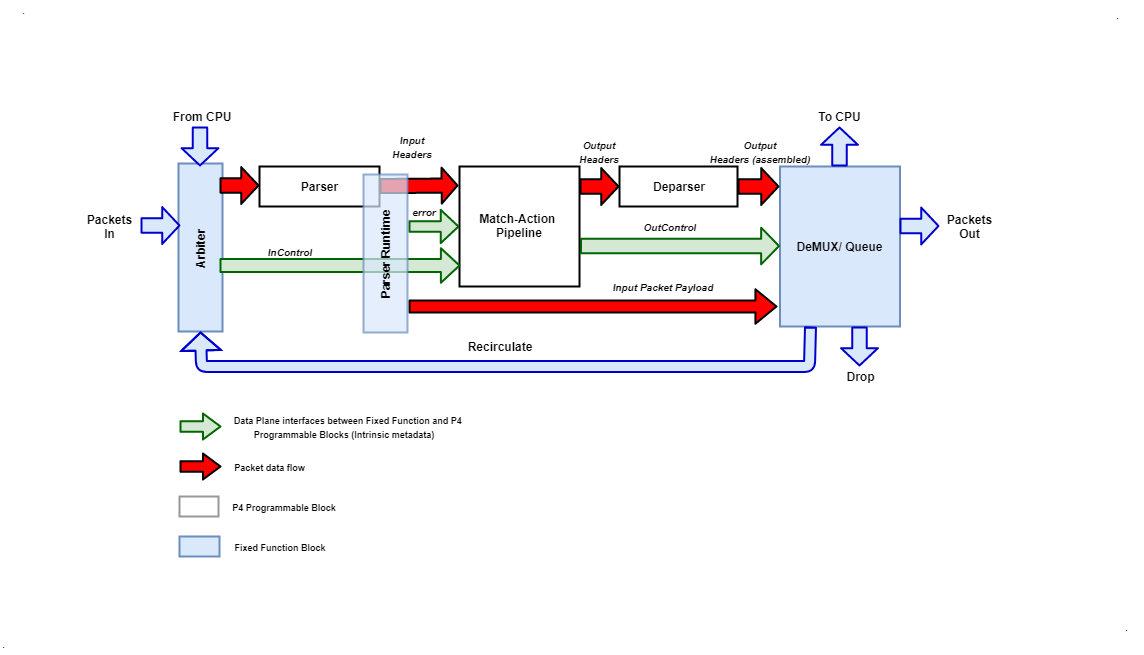 From CPU
To CPU
Input
Headers
Output
Headers
Output
Headers (assembled)
Parser
Deparser
Packets
In
Arbiter
error
Match-Action
Pipeline
OutControl
DeMUX/ Queue
Packets
Out
InControl
Parser Runtime
Input Packet Payload
Recirculate
Drop
Data Plane interfaces between Fixed Function and P4
Programmable Blocks (Intrinsic metadata)
Packet data flow
P4 Programmable Block
Fixed Function Block